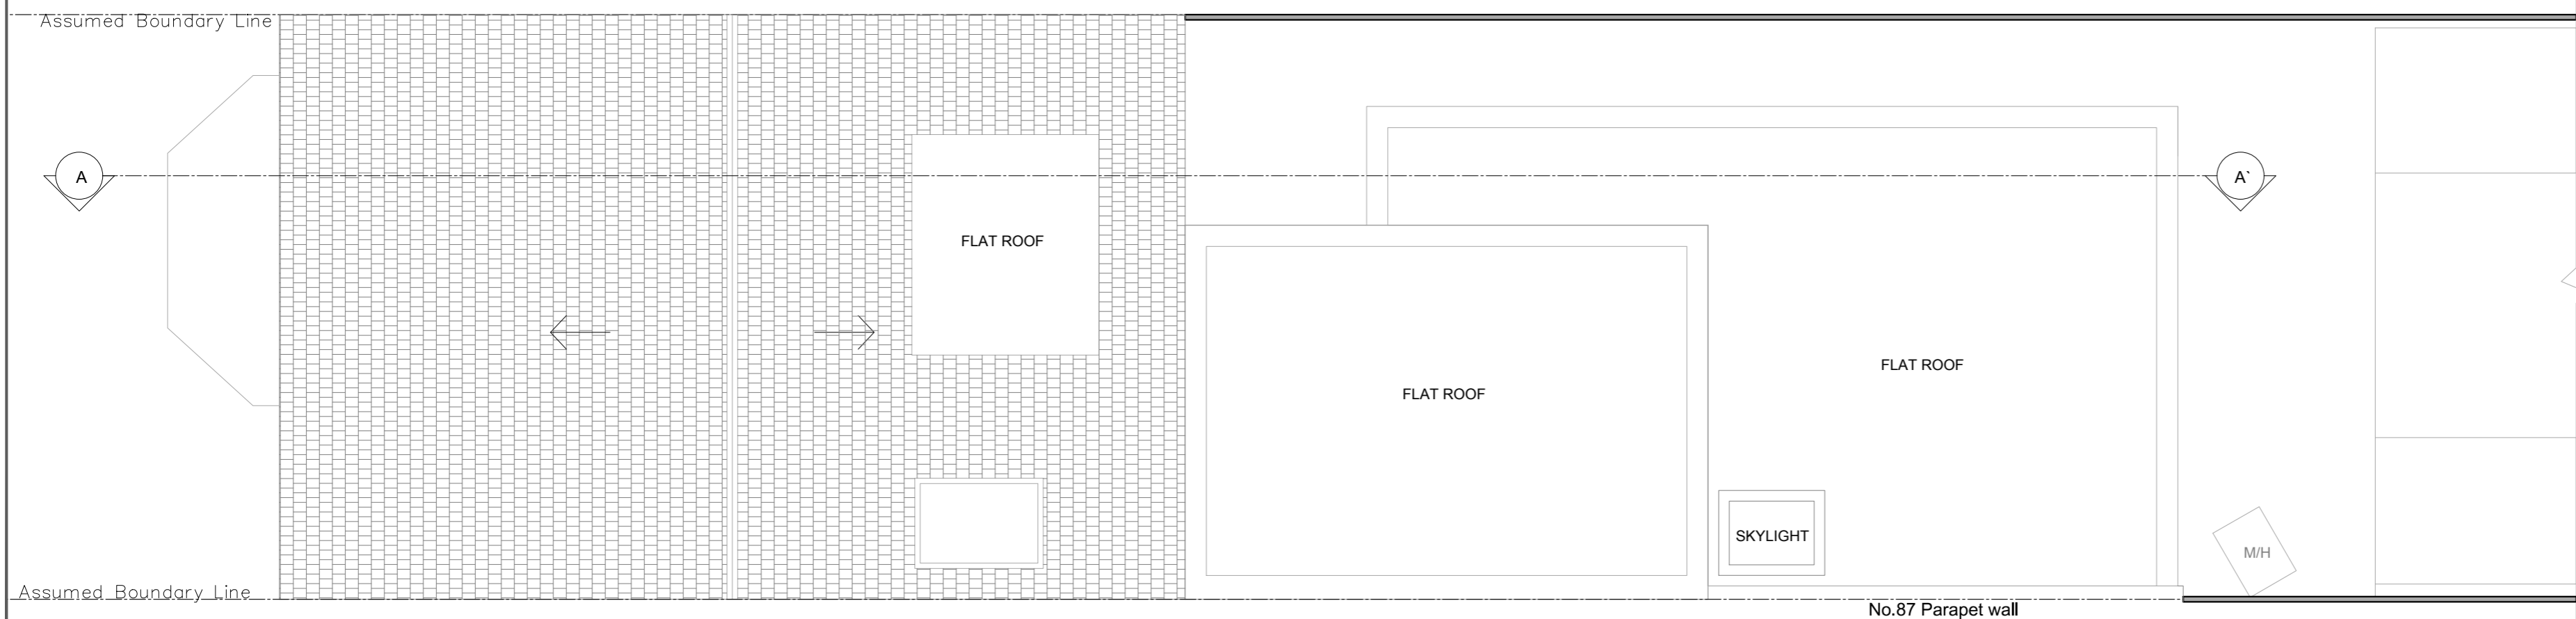 Assumed Boundary Line
A
A`
FLAT ROOF
FLAT ROOF
FLAT ROOF
SKYLIGHT
M/H
Assumed Boundary Line
No.87 Parapet wall